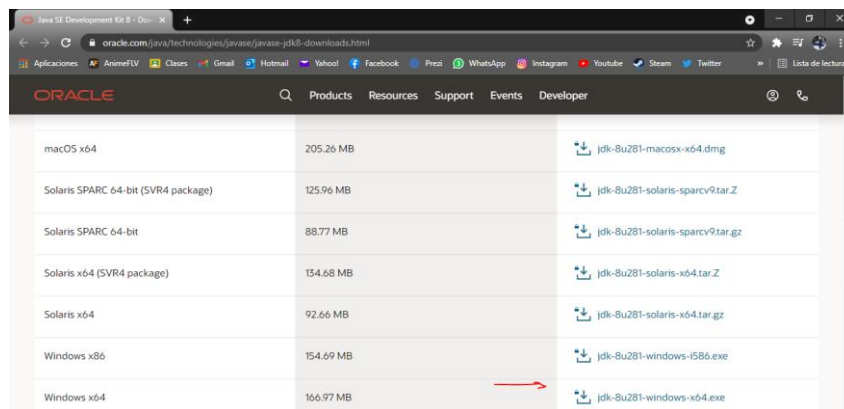 Java SE Development Kit 8 - Do
oracle.com/java/technologies/javase/javase-jdk8-downloads.html
Aplicaciones AnimeFLV Clases Gmail Hotmail Yahoo! Facebook Prezi WhatsApp Instagram Youtube Steam Twitter » Lista de lectura
ORACLE Products Resources Support Events Developer
macOS x64 205.26 MB jdk-8u281-macosx-x64.dmg
Solaris SPARC 64-bit (SVR4 package) 125.96 MB jdk-8u281-solaris-sparcv9.tar.Z
Solaris SPARC 64-bit 88.77 MB jdk-8u281-solaris-sparcv9.tar.gz
Solaris x64 (SVR4 package) 134.68 MB jdk-8u281-solaris-x64.tar.Z
Solaris x64 92.66 MB jdk-8u281-solaris-x64.tar.gz
Windows x86 154.69 MB jdk-8u281-windows-i586.exe
Windows x64 166.97 MB jdk-8u281-windows-x64.exe